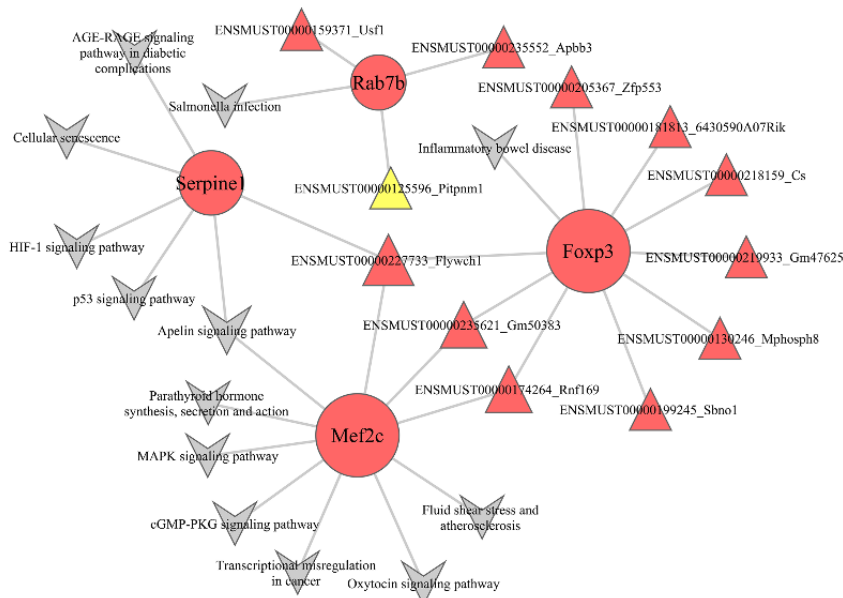 AGE-RAGE signaling
pathway in diabetic
complications
ENSMUST00000159371_Usf1
ENSMUST00000235552_Apbb3
Rab7b
ENSMUST00000205367_Zfp553
Salmonella infection
ENSMUST00000181813_6430590A07Rik
Cellular senescence
Inflammatory bowel disease
ENSMUST00000218159_Cs
Serpine1
ENSMUST00000125596_Pitpnm1
HIF-1 signaling pathway
ENSMUST00000227733_Flywch1
Foxp3
ENSMUST00000219933_Gm47625
p53 signaling pathway
Apelin signaling pathway
ENSMUST00000235621_Gm50383
ENSMUST00000130246_Mphosph8
ENSMUST00000174264_Rnf169
Parathyroid hormone
synthesis, secretion and action
ENSMUST00000199245_Sbno1
Mef2c
MAPK signaling pathway
Fluid shear stress and
atherosclerosis
cGMP-PKG signaling pathway
Transcriptional misregulation
in cancer
Oxytocin signaling pathway